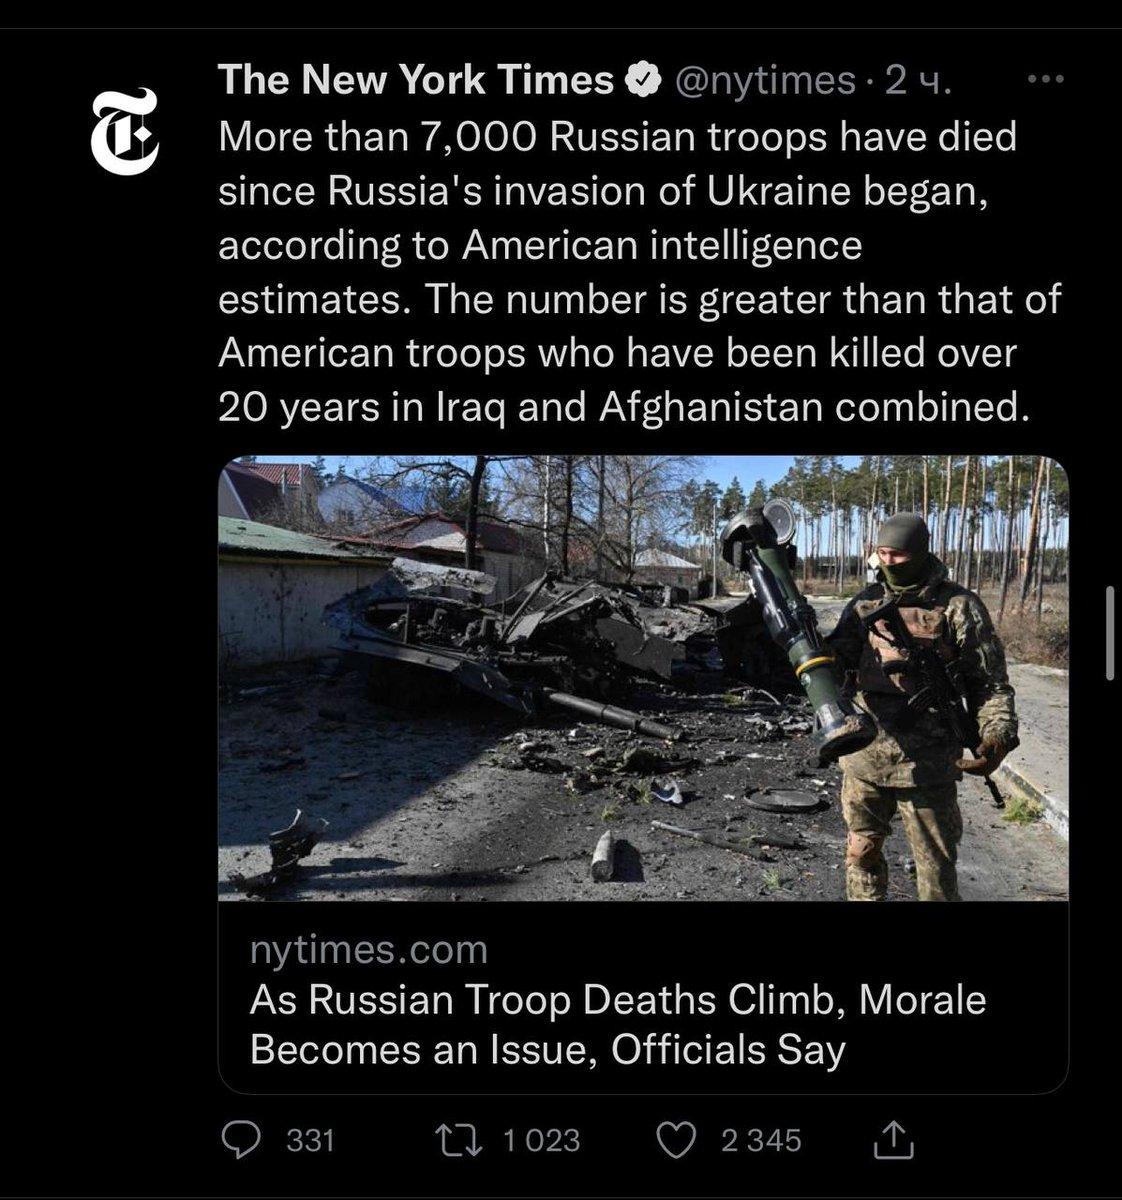 The New York Times @nytimes · 2 ч.
More than 7,000 Russian troops have died
since Russia's invasion of Ukraine began,
according to American intelligence
estimates. The number is greater than that of
American troops who have been killed over
20 years in Iraq and Afghanistan combined.
nytimes.com
As Russian Troop Deaths Climb, Morale
Becomes an Issue, Officials Say
331 1 023 2 345